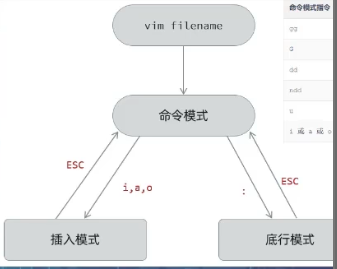 vim filename
命令模式指令
gg
G
dd
ndd
u
i 或 a 或 o
命令模式
ESC
i,a,o
:
ESC
插入模式
底行模式